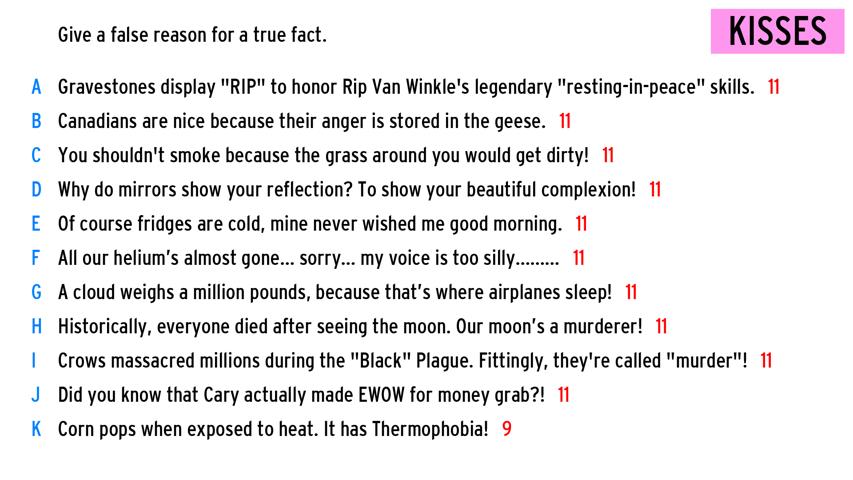 KISSES
Give a false reason for a true fact.
A Gravestones display "RIP" to honor Rip Van Winkle's legendary "resting-in-peace" skills. 11
B Canadians are nice because their anger is stored in the geese. 11
C You shouldn't smoke because the grass around you would get dirty! 11
D Why do mirrors show your reflection? To show your beautiful complexion! 11
E Of course fridges are cold, mine never wished me good morning. 11
F All our helium’s almost gone... sorry... my voice is too silly......... 11
G A cloud weighs a million pounds, because that’s where airplanes sleep! 11
H Historically, everyone died after seeing the moon. Our moon’s a murderer! 11
I Crows massacred millions during the "Black" Plague. Fittingly, they're called "murder"! 11
J Did you know that Cary actually made EWOW for money grab?! 11
K Corn pops when exposed to heat. It has Thermophobia! 9